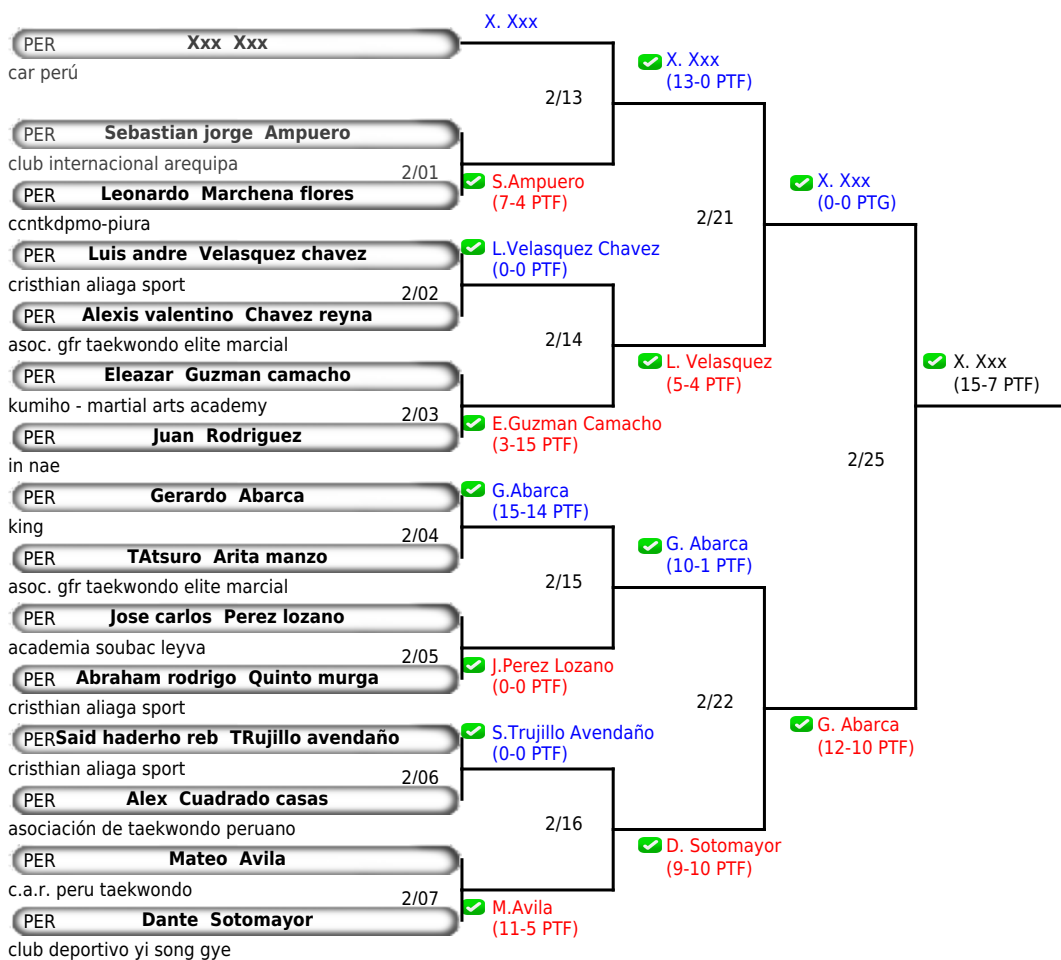 X. Xxx
PER Xxx Xxx
car perú
X. Xxx
(13-0 PTF)
2/13
PER Sebastian jorge Ampuero
club internacional arequipa
2/01
PER Leonardo Marchena flores
S.Ampuero
(7-4 PTF)
ccntkdpmo-piura
X. Xxx
(0-0 PTG)
2/21
PER Luis andre Velasquez chavez
L.Velasquez Chavez
(0-0 PTF)
cristhian aliaga sport
2/02
PER Alexis valentino Chavez reyna
asoc. gfr taekwondo elite marcial
2/14
PER Eleazar Guzman camacho
L. Velasquez
(5-4 PTF)
X. Xxx
(15-7 PTF)
kumiho - martial arts academy
2/03
PER Juan Rodriguez
E.Guzman Camacho
(3-15 PTF)
in nae
2/25
PER Gerardo Abarca
G.Abarca
(15-14 PTF)
king
2/04
PER TAtsuro Arita manzo
G. Abarca
(10-1 PTF)
asoc. gfr taekwondo elite marcial
2/15
PER Jose carlos Perez lozano
academia soubac leyva
2/05
PER Abraham rodrigo Quinto murga
J.Perez Lozano
(0-0 PTF)
cristhian aliaga sport
2/22
PERSaid haderho reb TRujillo avendaño
S.Trujillo Avendaño
(0-0 PTF)
G. Abarca
(12-10 PTF)
cristhian aliaga sport
2/06
PER Alex Cuadrado casas
asociación de taekwondo peruano
2/16
PER Mateo Avila
D. Sotomayor
(9-10 PTF)
c.a.r. peru taekwondo
2/07
PER Dante Sotomayor
M.Avila
(11-5 PTF)
club deportivo yi song gye